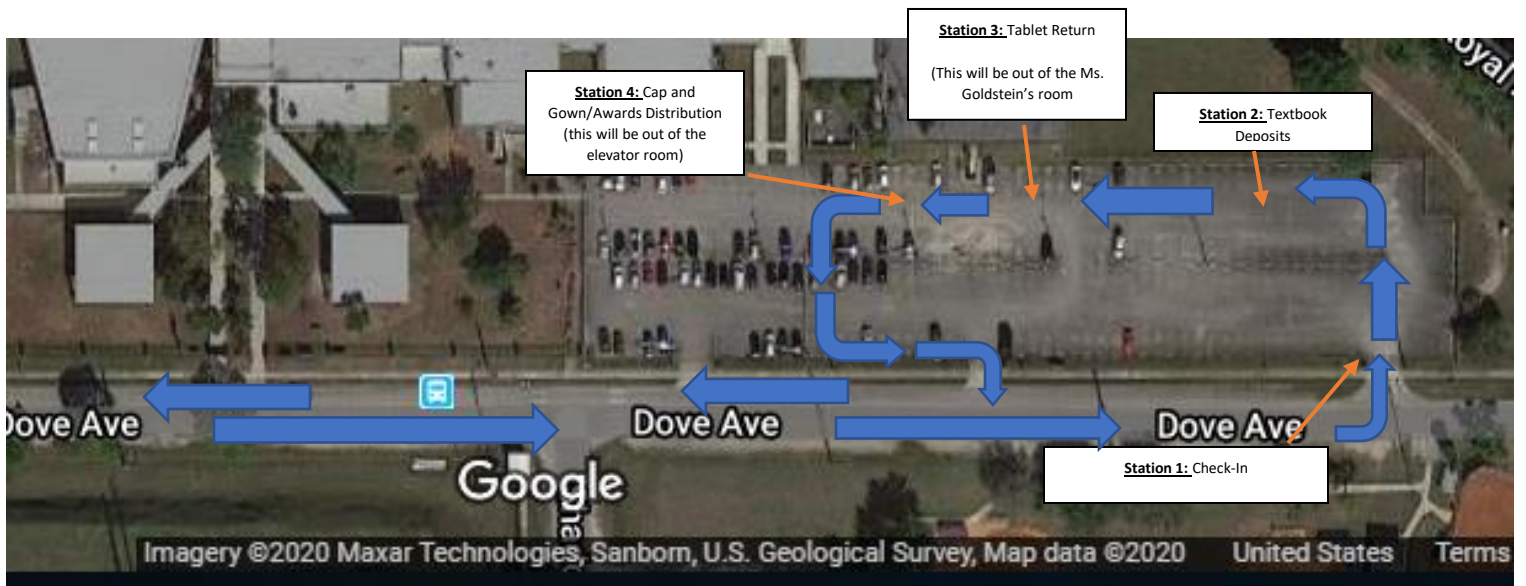 Station 3: Tablet Return
(This will be out of the Ms.
Goldstein's room
Station 4: Cap and
Gown/Awards Distribution
(this will be out of the
elevator room)
Station 2: Textbook
Deposits
Dove Ave
Dove Ave
Dove Ave
Station 1: Check-In
Google
Imagery ©2020 Maxar Technologies, Sanborn, U.S. Geological Survey, Map data ©2020 United States Terms